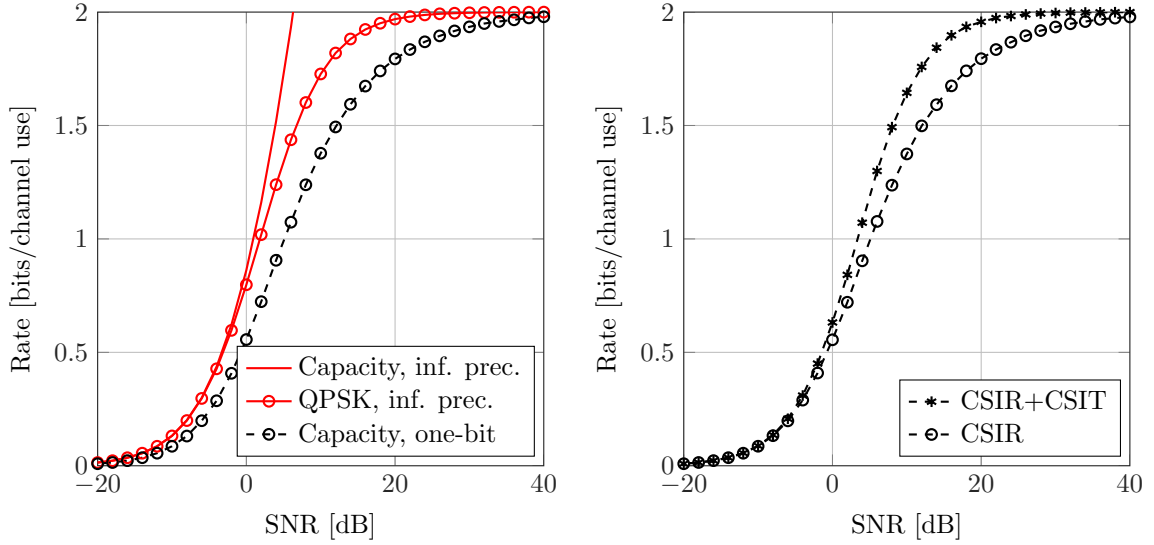 2
1.5
1
0.5
0
−20
0
20
40
SNR [dB]
Rate [bits/channel use]
Capacity, inf. prec.
QPSK, inf. prec.
Capacity, one-bit
2
1.5
1
0.5
0
−20
0
20
40
SNR [dB]
Rate [bits/channel use]
CSIR+CSIT
CSIR